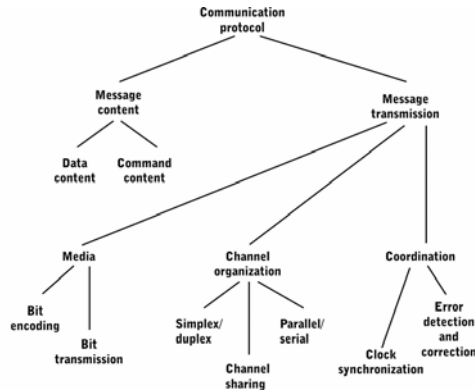 Communication
protocol
Message
content
Message
transmission
Data
content
Command
content
Media
Channel
organization
Coordination
Bit
encoding
Bit
transmission
Simplex/
duplex
Channel
sharing
Parallel/
serial
Clock
synchronization
Error
detection
and
correction